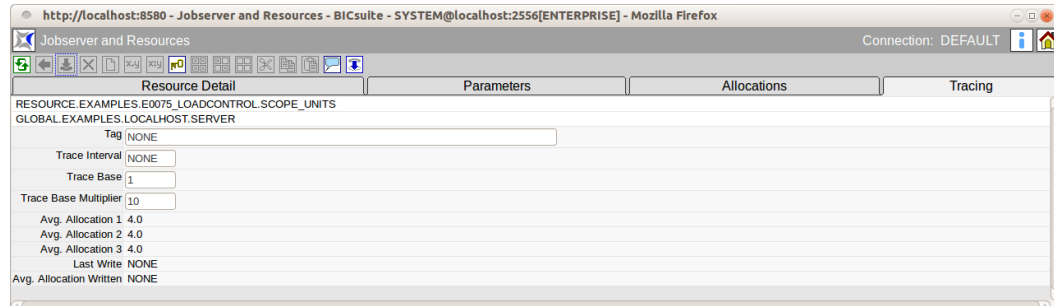 http://localhost:8580 - Jobserver and Resources - BICsuite - SYSTEM@localhost:2556[ENTERPRISE] - Mozilla Firefox
Jobserver and Resources Connection: DEFAULT
Resource Detail Parameters Allocations Tracing
RESOURCE.EXAMPLES.E0075_LOADCONTROL.SCOPE_UNITS
GLOBAL.EXAMPLES.LOCALHOST.SERVER
Tag NONE
Trace Interval NONE
Trace Base 1
Trace Base Multiplier 10
Avg. Allocation 1 4.0
Avg. Allocation 2 4.0
Avg. Allocation 3 4.0
Last Write NONE
Avg. Allocation Written NONE